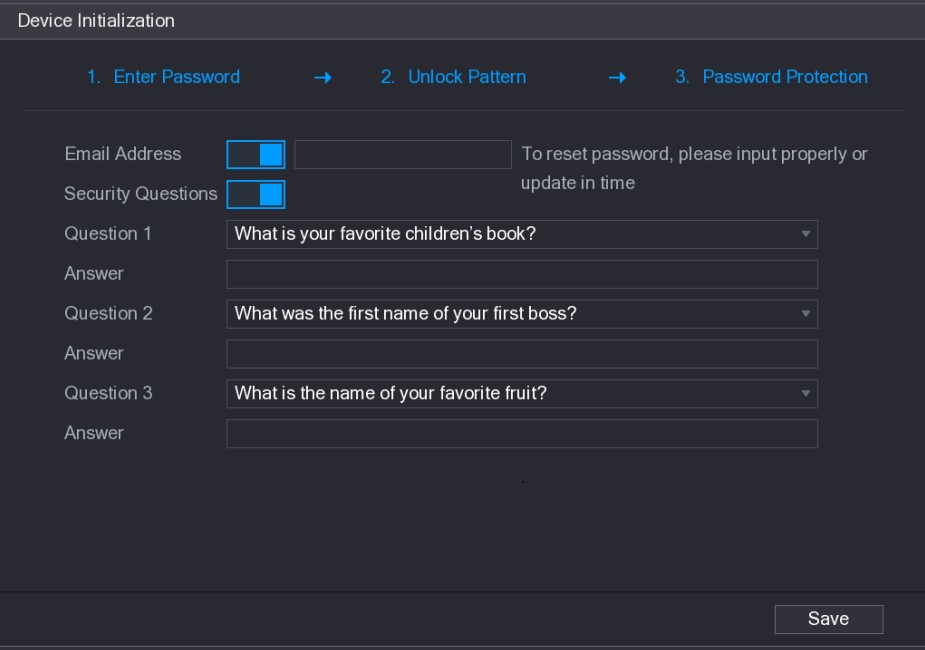 Device Initialization
1. Enter Password → 2. Unlock Pattern → 3. Password Protection
Email Address To reset password, please input properly or
update in time
Security Questions
Question 1 What is your favorite children's book?
Answer
Question 2 What was the first name of your first boss?
Answer
Question 3 What is the name of your favorite fruit?
Answer
Save